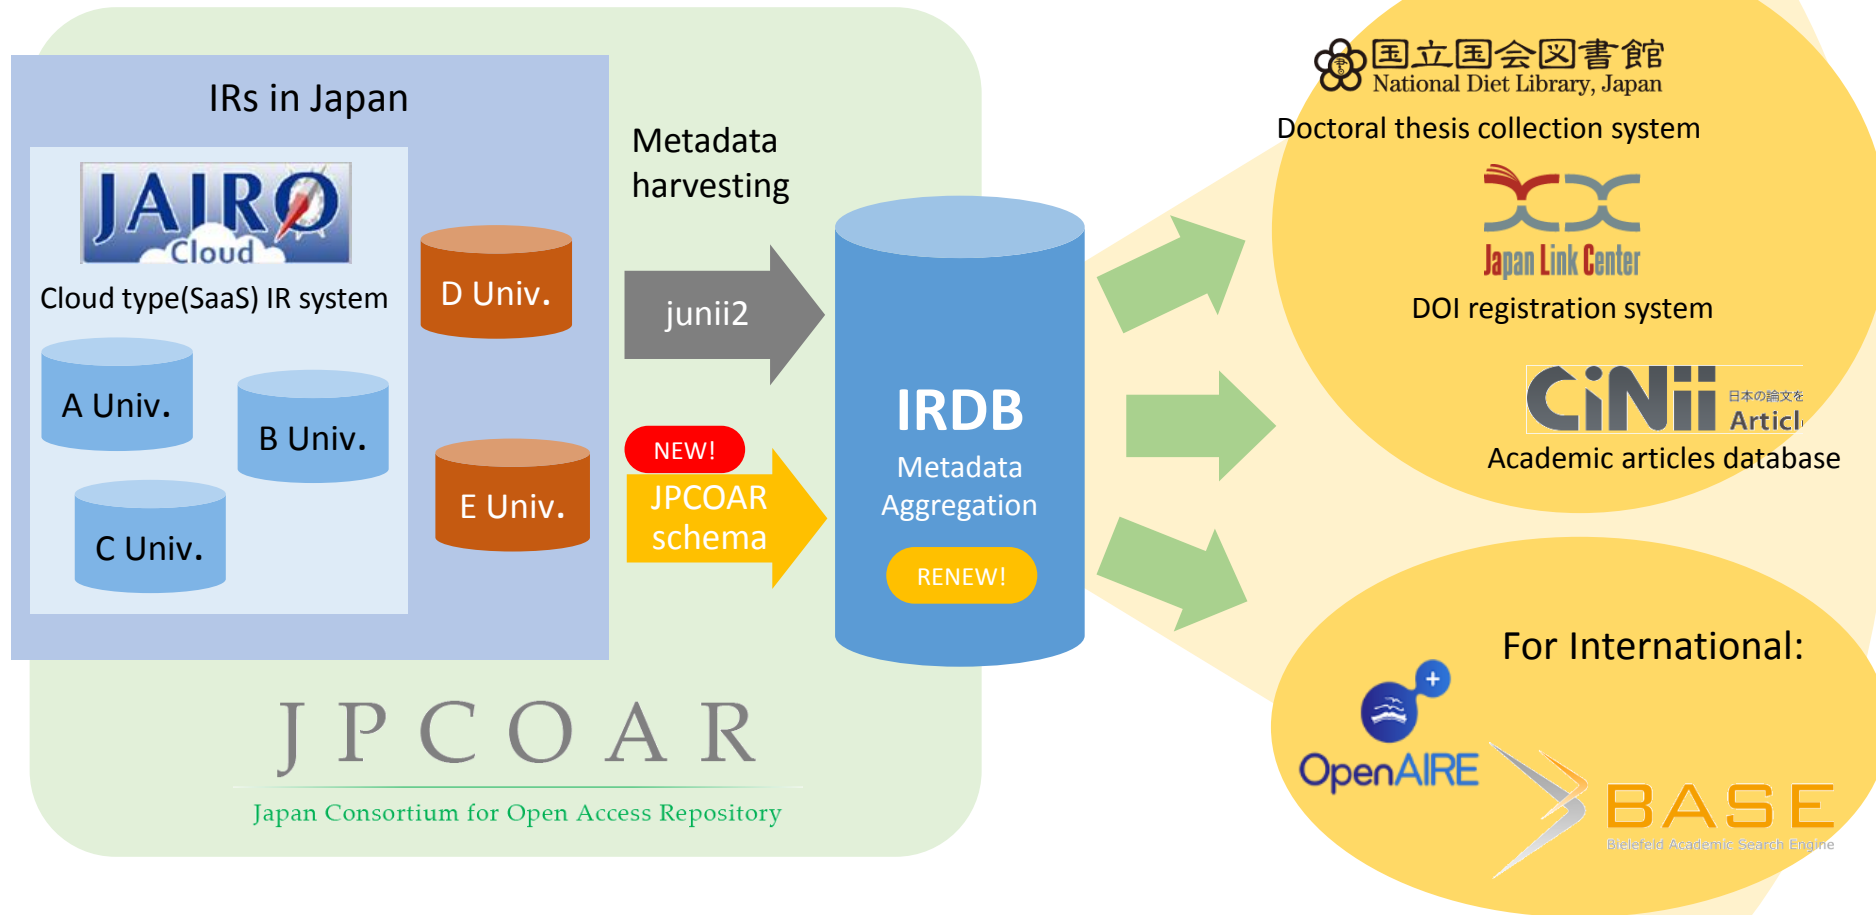 IRs in Japan
JAIRO
Cloud
Cloud type(SaaS) IR system
A Univ.
B Univ.
C Univ.
D Univ.
E Univ.
Metadata
harvesting
junii2
NEW!
JPCOAR
schema
IRDB
Metadata
Aggregation
RENEW!
JPCOAR
Japan Consortium for Open Access Repository
国立国会図書館
National Diet Library, Japan
Doctoral thesis collection system
Japan Link Center
DOI registration system
CiNii
日本の論文を
Articl
Academic articles database
For International:
OpenAIRE
BASE
Bielefeld Academic Search Engine